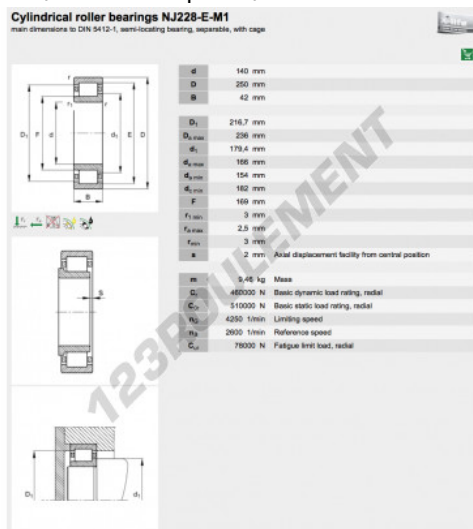 Cylindrical roller bearings NJ228-E-M1
main dimensions to DIN 5412-1, semi-locating bearing, separable, with cage
d 140 mm
D 250 mm
B 42 mm
D₁ 216,7 mm
Dₐ max 236 mm
d₁ 179,4 mm
dₐ max 166 mm
dₐ min 154 mm
d꜀ min 182 mm
F 169 mm
r₁ min 3 mm
rₐ max 2,5 mm
rmin 3 mm
s 2 mm Axial displacement facility from central position
m 9,46 kg Mass
Cr 460000 N Basic dynamic load rating, radial
C₀r 510000 N Basic static load rating, radial
nG 4250 1/min Limiting speed
nB 2600 1/min Reference speed
Cur 78000 N Fatigue limit load, radial
r
r₁ r
D₁ F d d₁ E D
B
s
D₁ d₁
123ROULEMENT